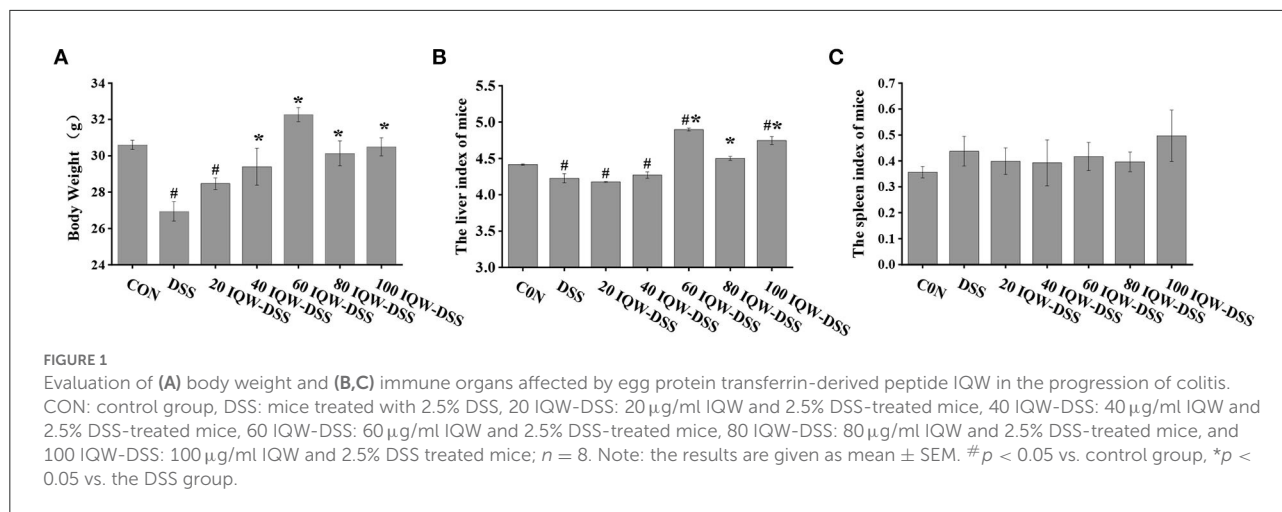 A
B
C
Body Weight (g)
34
32
30
28
26
24
#
#
*
*
*
*
CON
DSS
20 IQW-DSS
40 IQW-DSS
60 IQW-DSS
80 IQW-DSS
100 IQW-DSS
The liver index of mice
5.5
5.0
4.5
4.0
3.5
3.0
#
#
#
#*
*
#*
C0N
DSS
20 IQW-DSS
40 IQW-DSS
60 IQW-DSS
80 IQW-DSS
100 IQW-DSS
The spleen index of mice
0.7
0.6
0.5
0.4
0.3
0.2
0.1
0.0
C0N
DSS
20 IQW-DSS
40 IQW-DSS
60 IQW-DSS
80 IQW-DSS
100 IQW-DSS
FIGURE 1
Evaluation of (A) body weight and (B,C) immune organs affected by egg protein transferrin-derived peptide IQW in the progression of colitis.
CON: control group, DSS: mice treated with 2.5% DSS, 20 IQW-DSS: 20 μg/ml IQW and 2.5% DSS-treated mice, 40 IQW-DSS: 40 μg/ml IQW and
2.5% DSS-treated mice, 60 IQW-DSS: 60 μg/ml IQW and 2.5% DSS-treated mice, 80 IQW-DSS: 80 μg/ml IQW and 2.5% DSS-treated mice, and
100 IQW-DSS: 100 μg/ml IQW and 2.5% DSS treated mice; n = 8. Note: the results are given as mean ± SEM. #p < 0.05 vs. control group, *p <
0.05 vs. the DSS group.